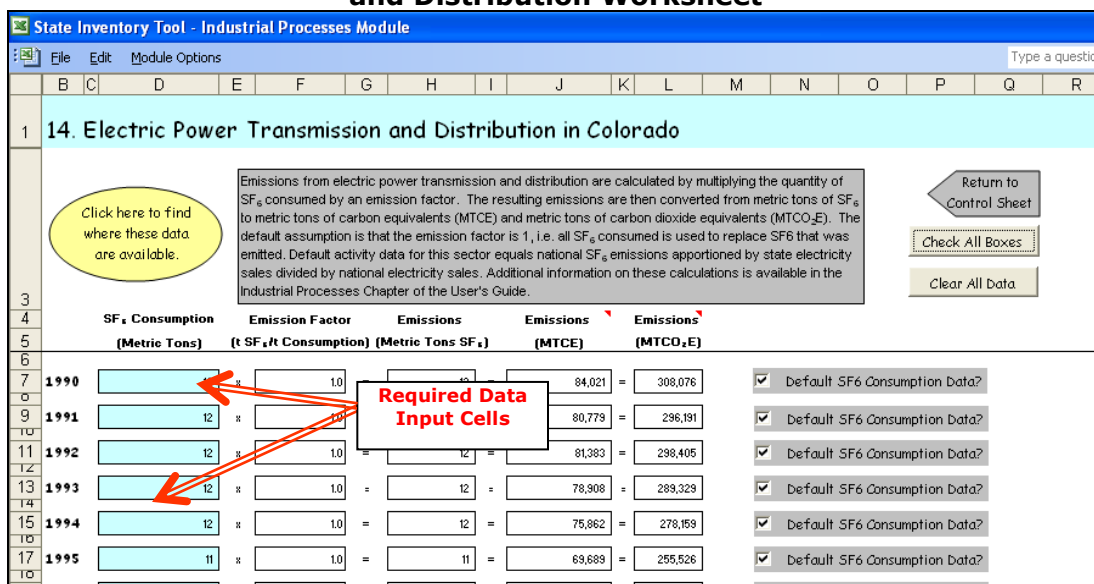 and Distribution Worksheet
State Inventory Tool - Industrial Processes Module
File Edit Module Options Type a questio
B C D E F G H I J K L M N O P Q R
1 14. Electric Power Transmission and Distribution in Colorado
Click here to find
where these data
are available.
Emissions from electric power transmission and distribution are calculated by multiplying the quantity of
SF₆ consumed by an emission factor. The resulting emissions are then converted from metric tons of SF₆
to metric tons of carbon equivalents (MTCE) and metric tons of carbon dioxide equivalents (MTCO₂E). The
default assumption is that the emission factor is 1, i.e. all SF₆ consumed is used to replace SF6 that was
emitted. Default activity data for this sector equals national SF₆ emissions apportioned by state electricity
sales divided by national electricity sales. Additional information on these calculations is available in the
Industrial Processes Chapter of the User's Guide.
Return to
Control Sheet
Check All Boxes
Clear All Data
3
4 SF₆ Consumption Emission Factor Emissions Emissions Emissions
5 (Metric Tons) (t SF₆/t Consumption) (Metric Tons SF₆) (MTCE) (MTCO₂E)
6
7 1990 x 1.0 = = 84,021 = 308,076 Default SF6 Consumption Data?
8
Required Data
Input Cells
9 1991 12 x 80,779 = 296,191 Default SF6 Consumption Data?
10
11 1992 12 x 1.0 = 12 = 81,383 = 298,405 Default SF6 Consumption Data?
12
13 1993 12 x 1.0 = 12 = 78,908 = 289,329 Default SF6 Consumption Data?
14
15 1994 12 x 1.0 = 12 = 75,862 = 278,159 Default SF6 Consumption Data?
16
17 1995 11 x 1.0 = 11 = 69,689 = 255,526 Default SF6 Consumption Data?